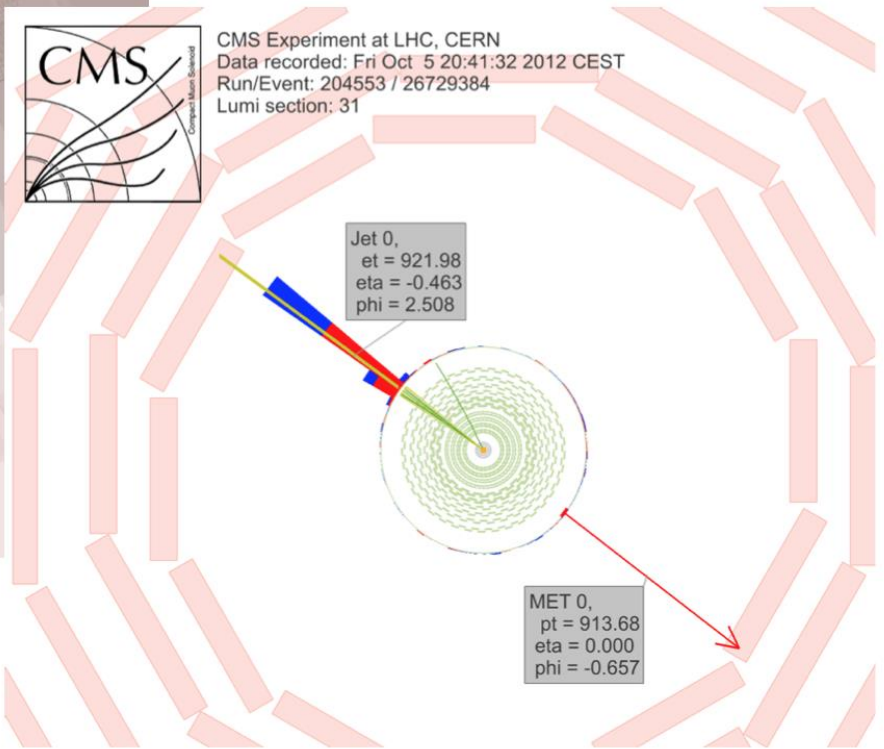 CMS
Compact Muon Solenoid
CMS Experiment at LHC, CERN
Data recorded: Fri Oct  5 20:41:32 2012 CEST
Run/Event: 204553 / 26729384
Lumi section: 31
Jet 0,
et = 921.98
eta = -0.463
phi = 2.508
MET 0,
pt = 913.68
eta = 0.000
phi = -0.657